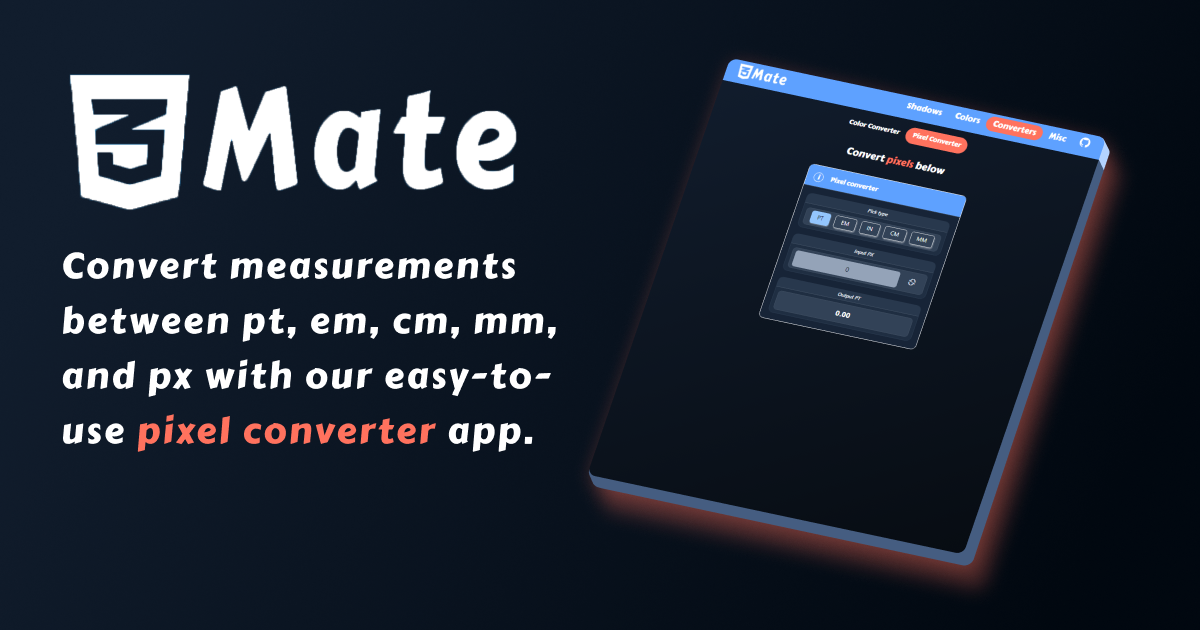 3 Mate
Convert measurements
between pt, em, cm, mm,
and px with our easy-to-
use pixel converter app.
3 Mate
Shadows Colors Converters Misc
Color Converter Pixel Converter
Convert pixels below
i Pixel converter
Pick type
PT EM IN CM MM
Input PX
0
Output PT
0.00